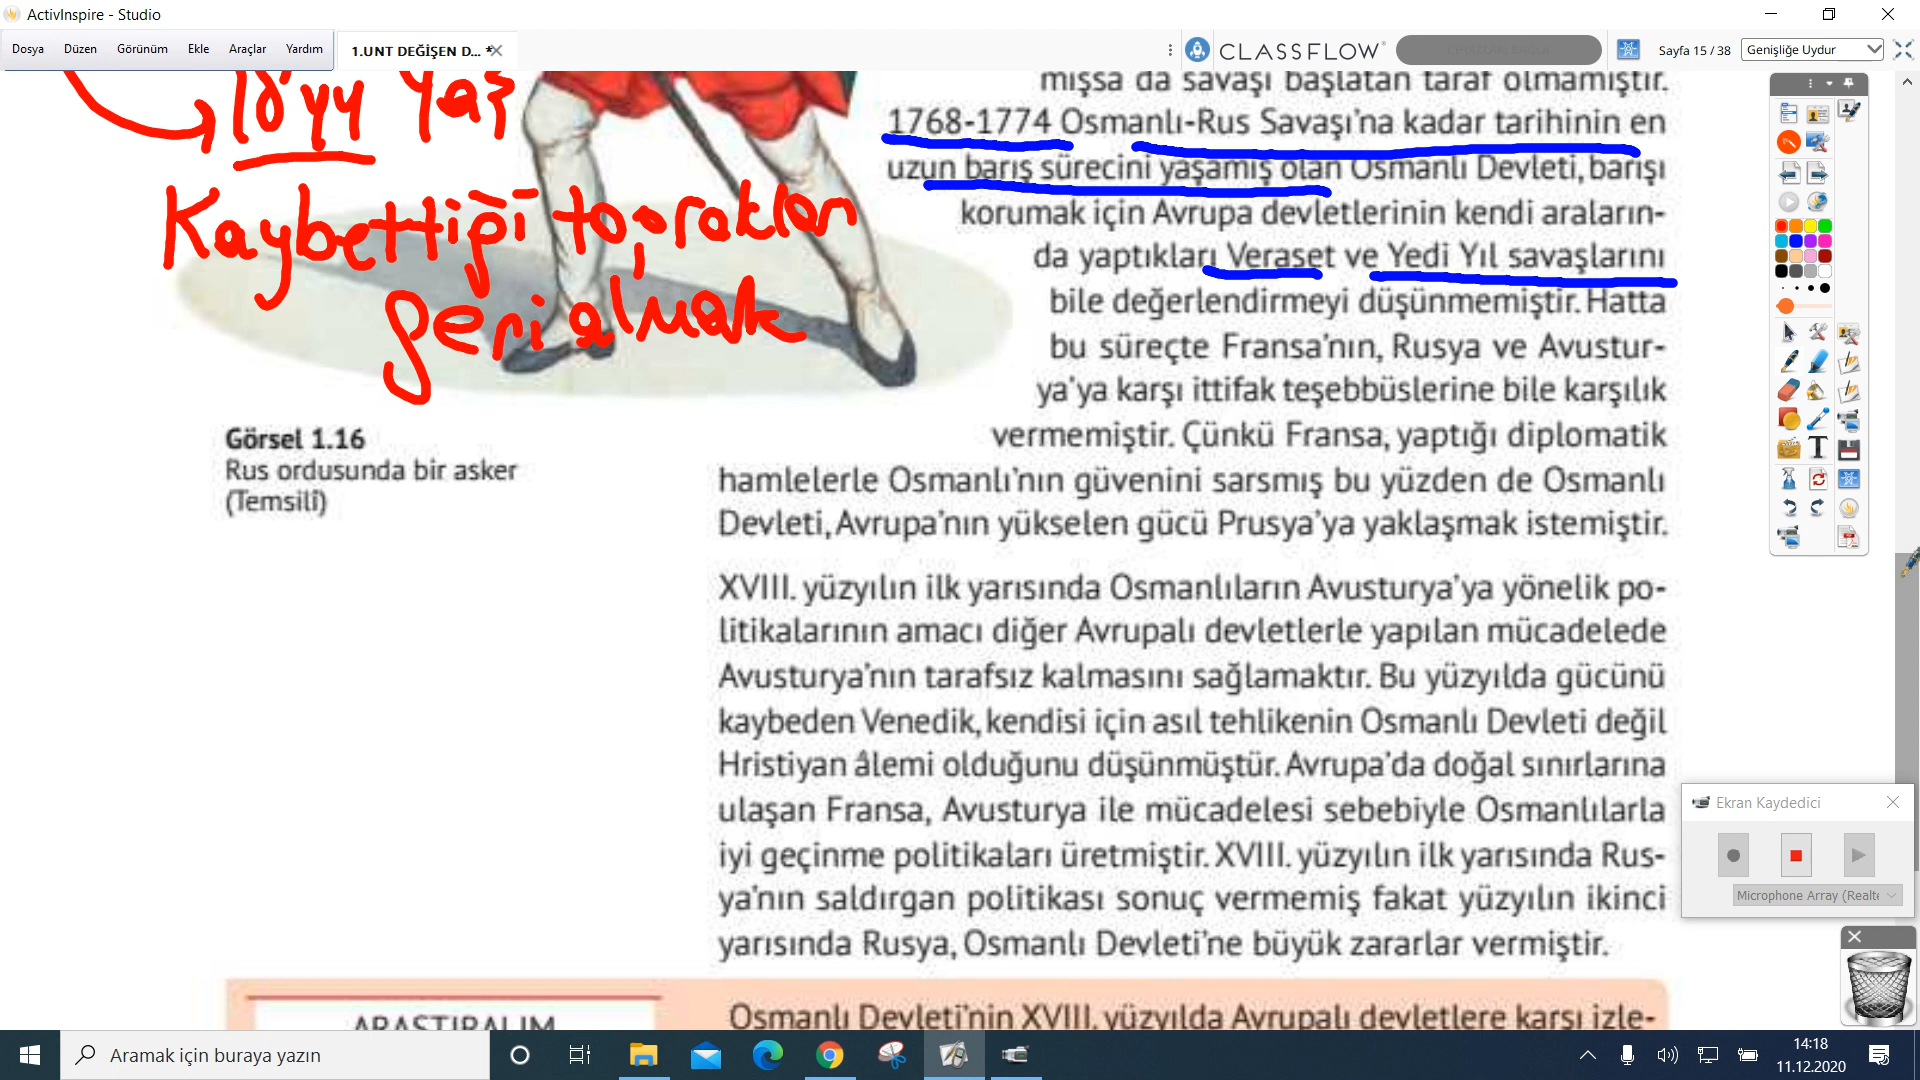 ActivInspire - Studio
Dosya Düzen Görünüm Ekle Araçlar Yardım
1.UNT DEĞİŞEN D... *
CLASSFLOW
Sayfa 15 / 38
Genişliğe Uydur
18.yy Yaş
Kaybettiği toprakları
geri almak
mışsa da savaşı başlatan taraf olmamıştır.
1768-1774 Osmanlı-Rus Savaşı'na kadar tarihinin en
uzun barış sürecini yaşamış olan Osmanlı Devleti, barışı
korumak için Avrupa devletlerinin kendi araların-
da yaptıkları Veraset ve Yedi Yıl savaşlarını
bile değerlendirmeyi düşünmemiştir. Hatta
bu süreçte Fransa'nın, Rusya ve Avustur-
ya'ya karşı ittifak teşebbüslerine bile karşılık
vermemiştir. Çünkü Fransa, yaptığı diplomatik
hamlelerle Osmanlı'nın güvenini sarsmış bu yüzden de Osmanlı
Devleti, Avrupa'nın yükselen gücü Prusya'ya yaklaşmak istemiştir.
Görsel 1.16
Rus ordusunda bir asker
(Temsilî)
XVIII. yüzyılın ilk yarısında Osmanlıların Avusturya'ya yönelik po-
litikalarının amacı diğer Avrupalı devletlerle yapılan mücadelede
Avusturya'nın tarafsız kalmasını sağlamaktır. Bu yüzyılda gücünü
kaybeden Venedik, kendisi için asıl tehlikenin Osmanlı Devleti değil
Hristiyan âlemi olduğunu düşünmüştür. Avrupa'da doğal sınırlarına
ulaşan Fransa, Avusturya ile mücadelesi sebebiyle Osmanlılarla
iyi geçinme politikaları üretmiştir. XVIII. yüzyılın ilk yarısında Rus-
ya'nın saldırgan politikası sonuç vermemiş fakat yüzyılın ikinci
yarısında Rusya, Osmanlı Devleti'ne büyük zararlar vermiştir.
ARAŞTIRALIM
Osmanlı Devleti'nin XVIII. yüzyılda Avrupalı devletlere karşı izle-
Ekran Kaydedici
Microphone Array (Realte
Aramak için buraya yazın
14:18
11.12.2020